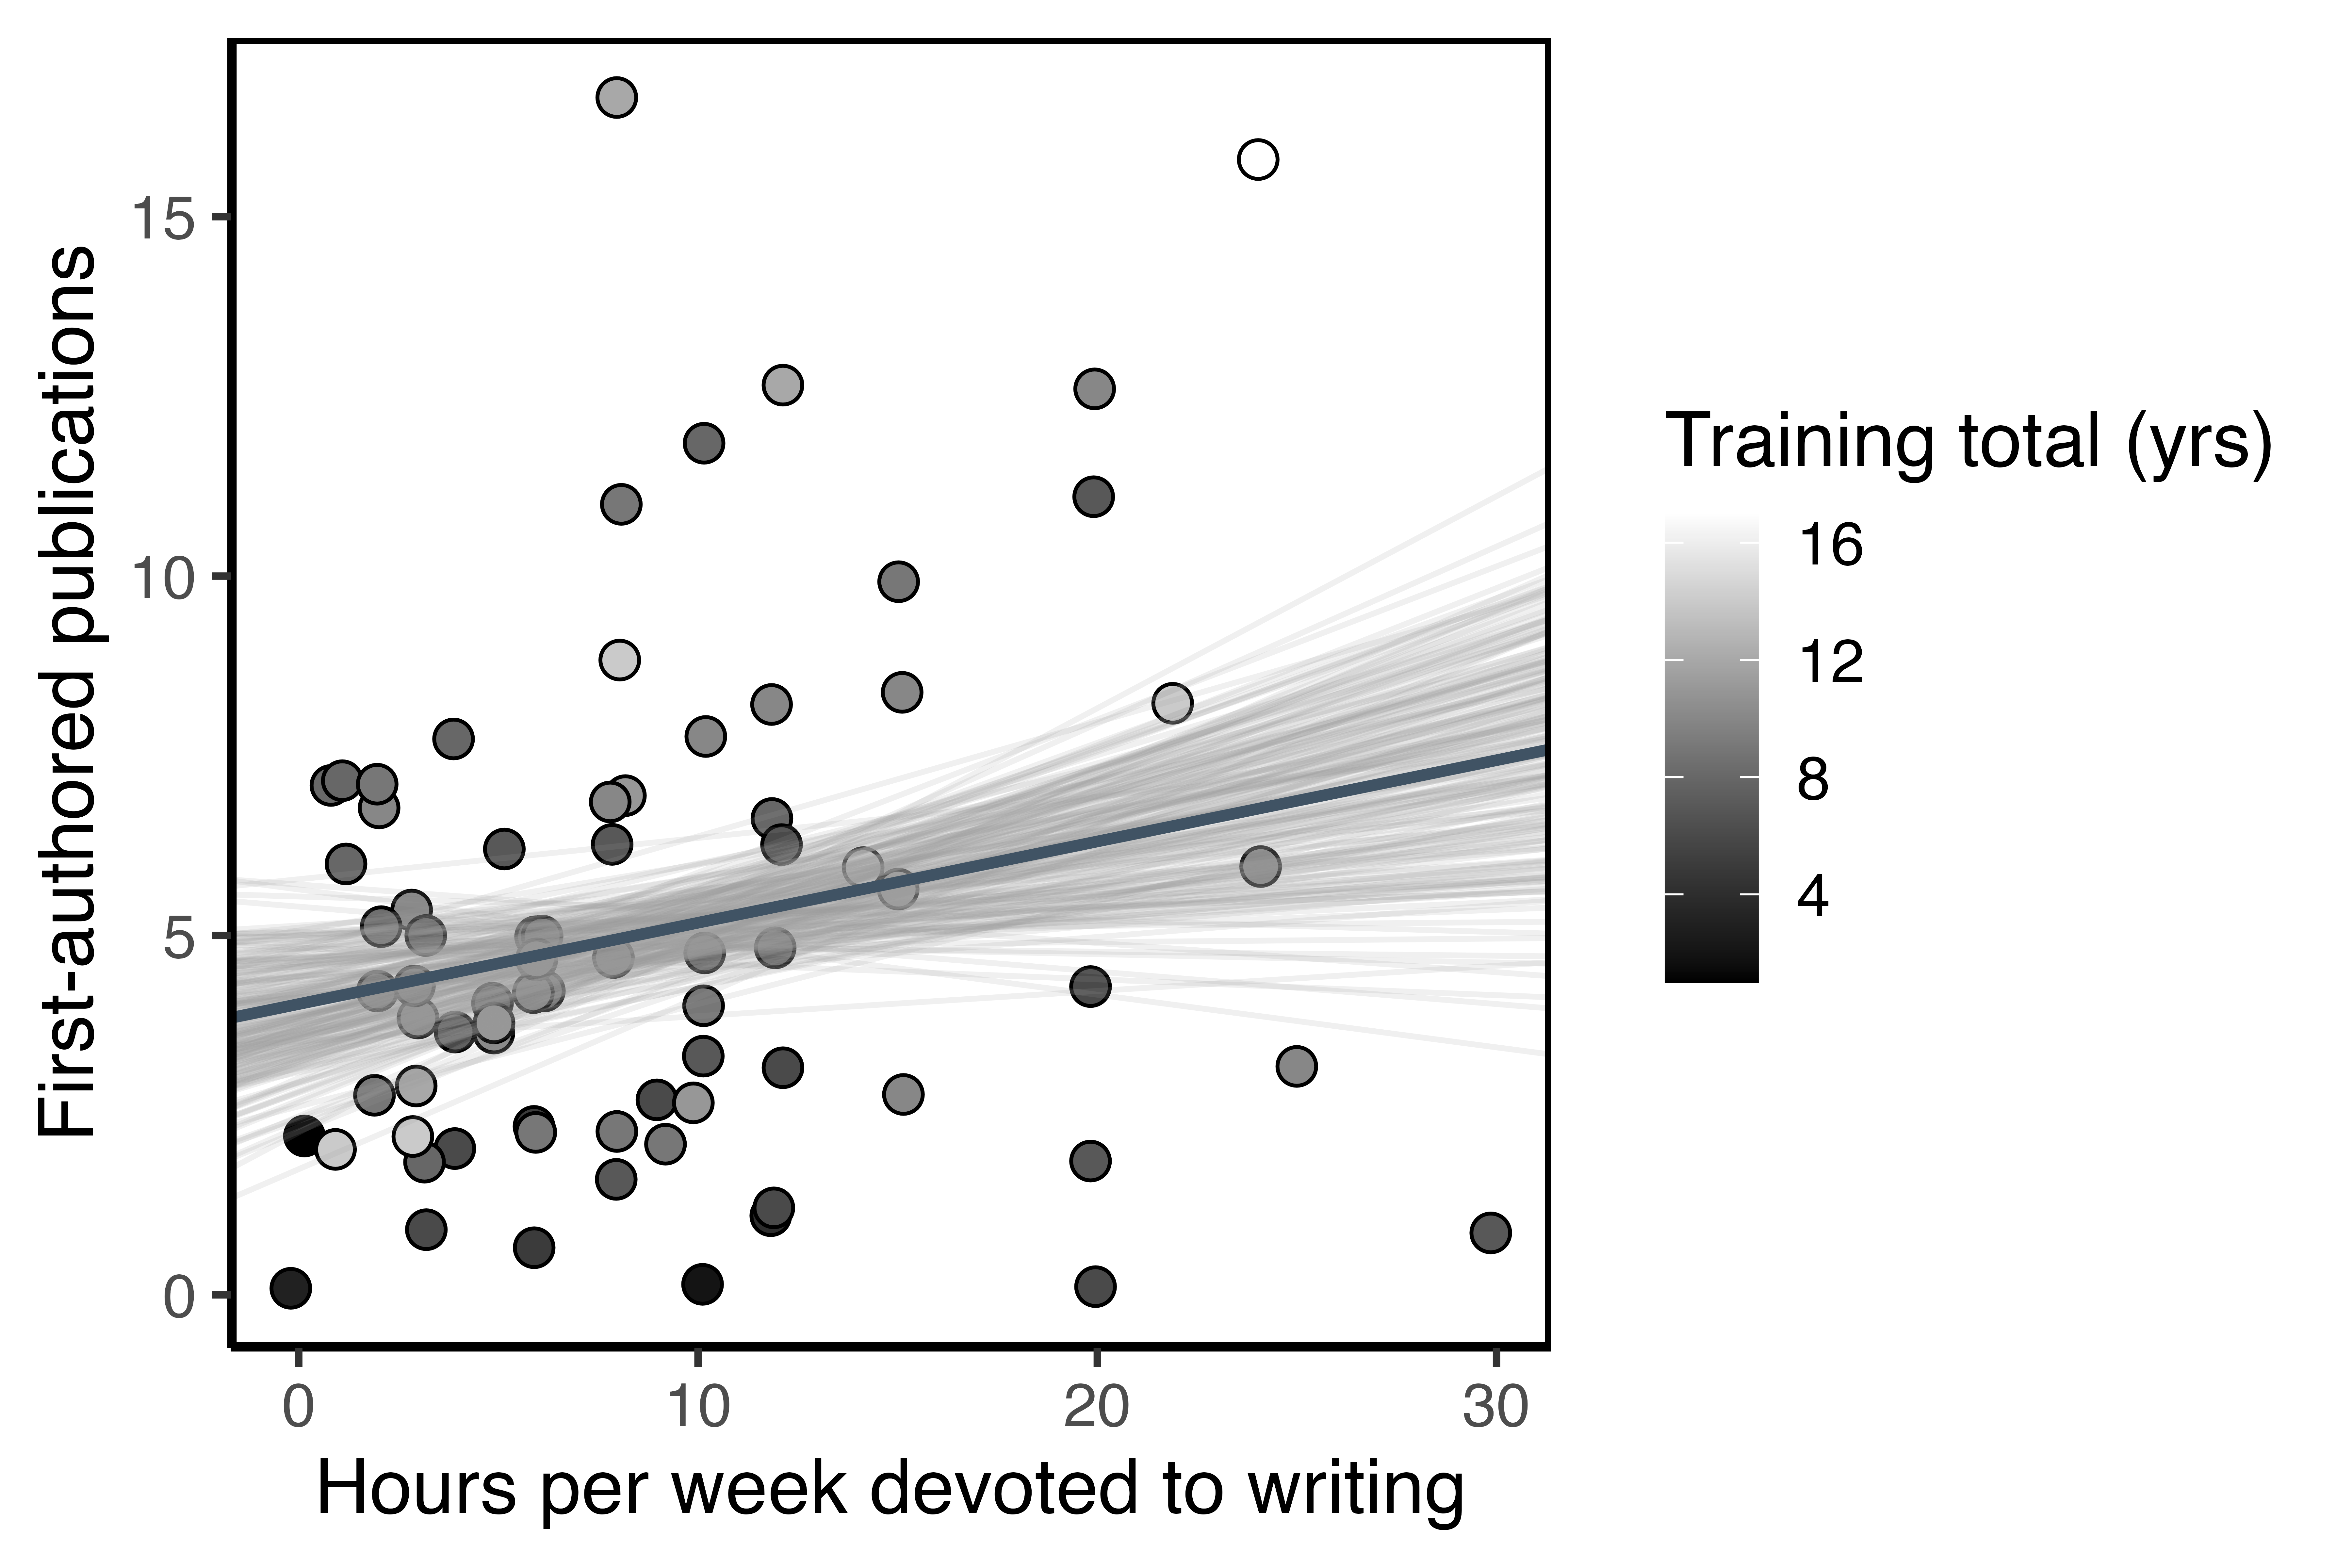 First-authored publications
15
10
5
0
0 10 20 30
Hours per week devoted to writing
Training total (yrs)
16
12
8
4